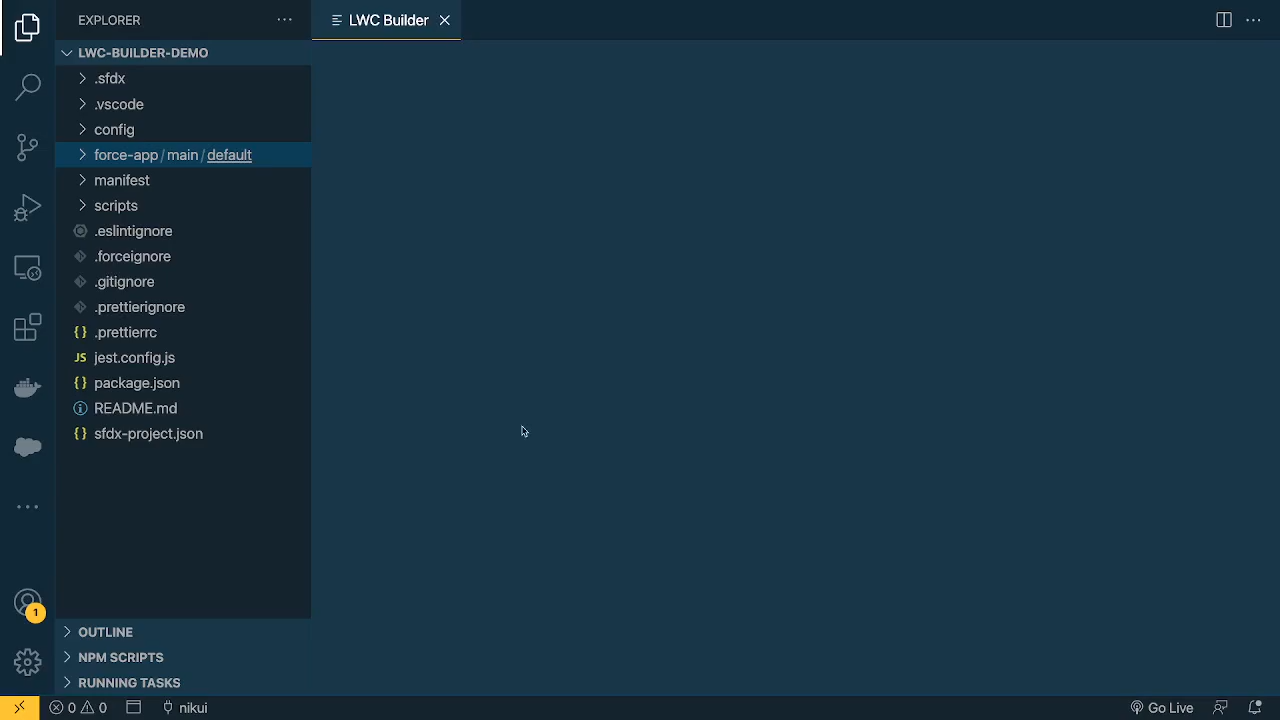 EXPLORER
LWC Builder
LWC-BUILDER-DEMO
.sfdx
.vscode
config
force-app/main/default
manifest
scripts
.eslintignore
.forceignore
.gitignore
.prettierignore
{} .prettierrc
JS jest.config.js
{} package.json
README.md
{} sfdx-project.json
1
OUTLINE
NPM SCRIPTS
RUNNING TASKS
0 0 nikui Go Live